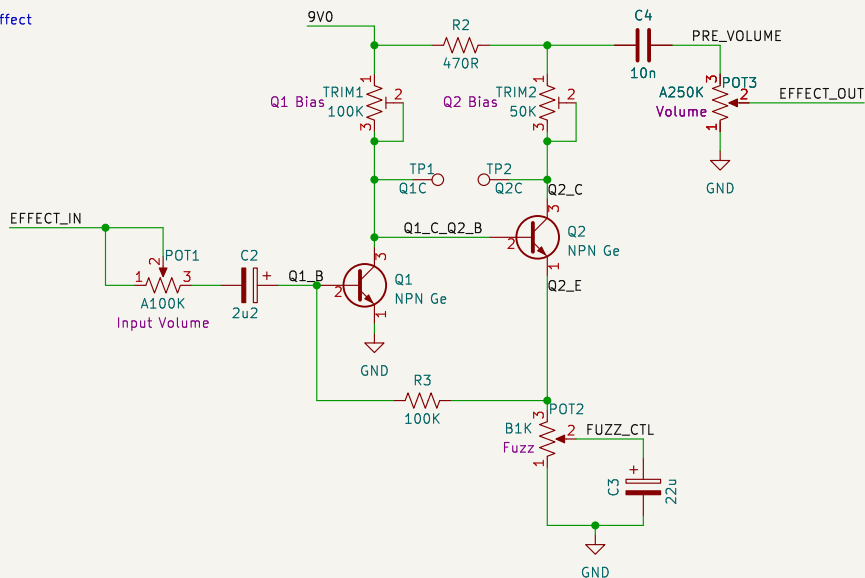 ffect
9V0
R2
470R
C4
10n
PRE_VOLUME
1
TRIM1
2
100K
Q1 Bias
3
1
TRIM2
2
50K
Q2 Bias
3
3
POT3
A250K
2
Volume
1
EFFECT_OUT
GND
TP1
Q1C
TP2
Q2C
Q2_C
3
Q1_C_Q2_B
2
Q2
NPN Ge
1
Q2_E
EFFECT_IN
POT1
2
1
3
A100K
Input Volume
C2
+
2u2
Q1_B
3
2
Q1
NPN Ge
1
GND
R3
100K
3
POT2
B1K
2
Fuzz
1
FUZZ_CTL
+
C3
22u
GND